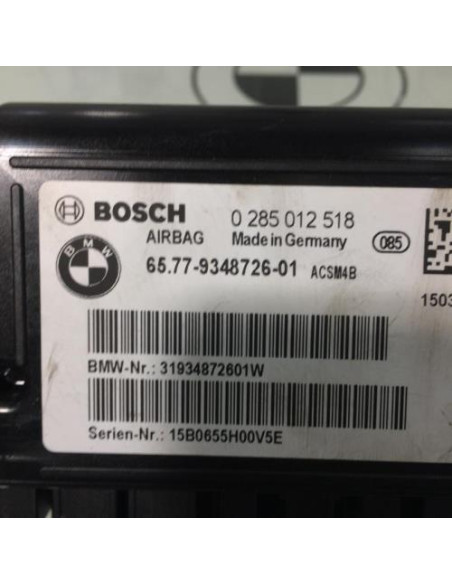 BOSCH 0 285 012 518
AIRBAG Made in Germany 085
BMW 65.77-9348726-01 ACSM4B
1503
BMW-Nr.: 31934872601W
Serien-Nr.: 15B0655H00V5E